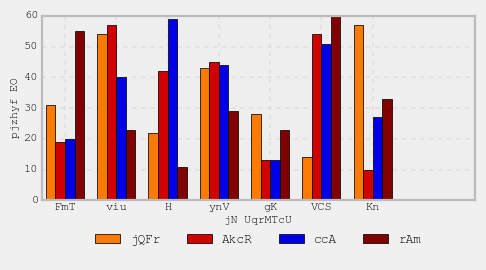 60
50
40
30
20
10
0
pjzhyf EO
FmT viu H ynV gK VCS Kn
jN UqrMTcU
jQFr AkcR ccA rAm